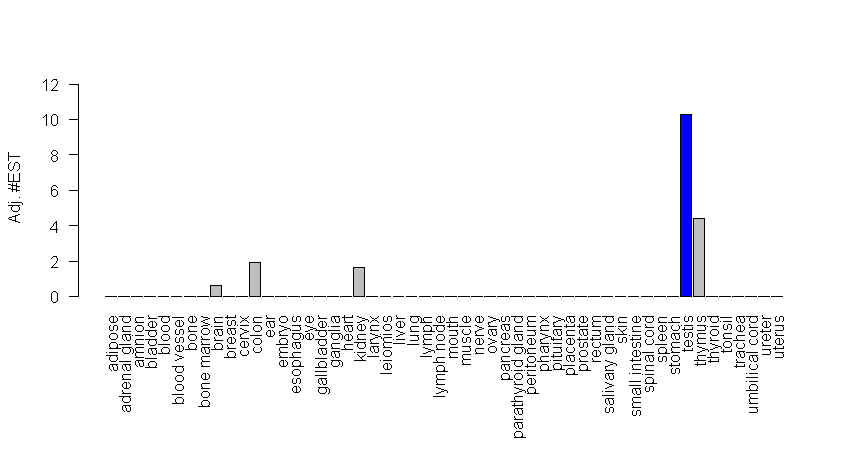 Adj. #EST
12
10
8
6
4
2
0
adipose
adrenal gland
amnion
bladder
blood
blood vessel
bone
bone marrow
brain
breast
cervix
colon
ear
embryo
esophagus
eye
gallbladder
ganglia
heart
kidney
larynx
leiomios
liver
lung
lymph
lymph node
mouth
muscle
nerve
ovary
pancreas
parathyroid gland
peritoneum
pharynx
pituitary
placenta
prostate
rectum
salivary gland
skin
small intestine
spinal cord
spleen
stomach
testis
thymus
thyroid
tonsil
trachea
umbilical cord
ureter
uterus